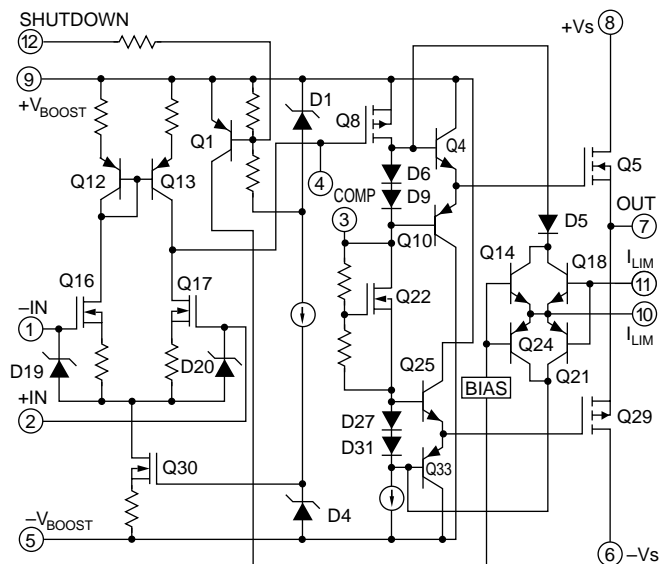 SHUTDOWN
12
+Vs
8
9
+VBOOST
D1
Q8
Q1
Q4
Q12
Q13
4
D6
Q5
COMP
D9
OUT
3
7
Q10
D5
Q14
Q18
ILIM
11
Q16
Q17
Q22
–IN
1
10
ILIM
Q24
D19
D20
Q25
Q21
BIAS
+IN
2
D27
Q29
D31
Q30
Q33
–VBOOST
D4
5
6
–Vs